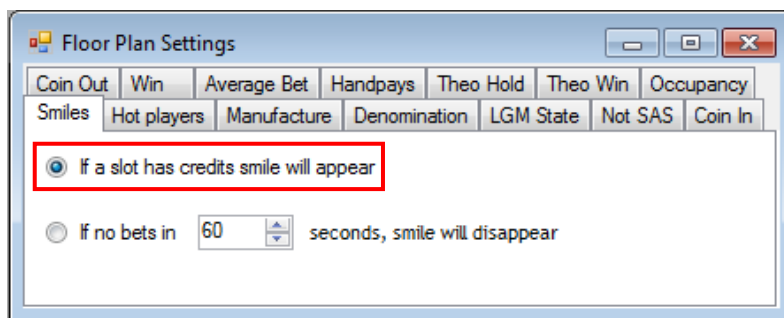 Floor Plan Settings
Coin Out Win Average Bet Handpays Theo Hold Theo Win Occupancy
Smiles Hot players Manufacture Denomination LGM State Not SAS Coin In
If a slot has credits smile will appear
If no bets in 60 seconds, smile will disappear